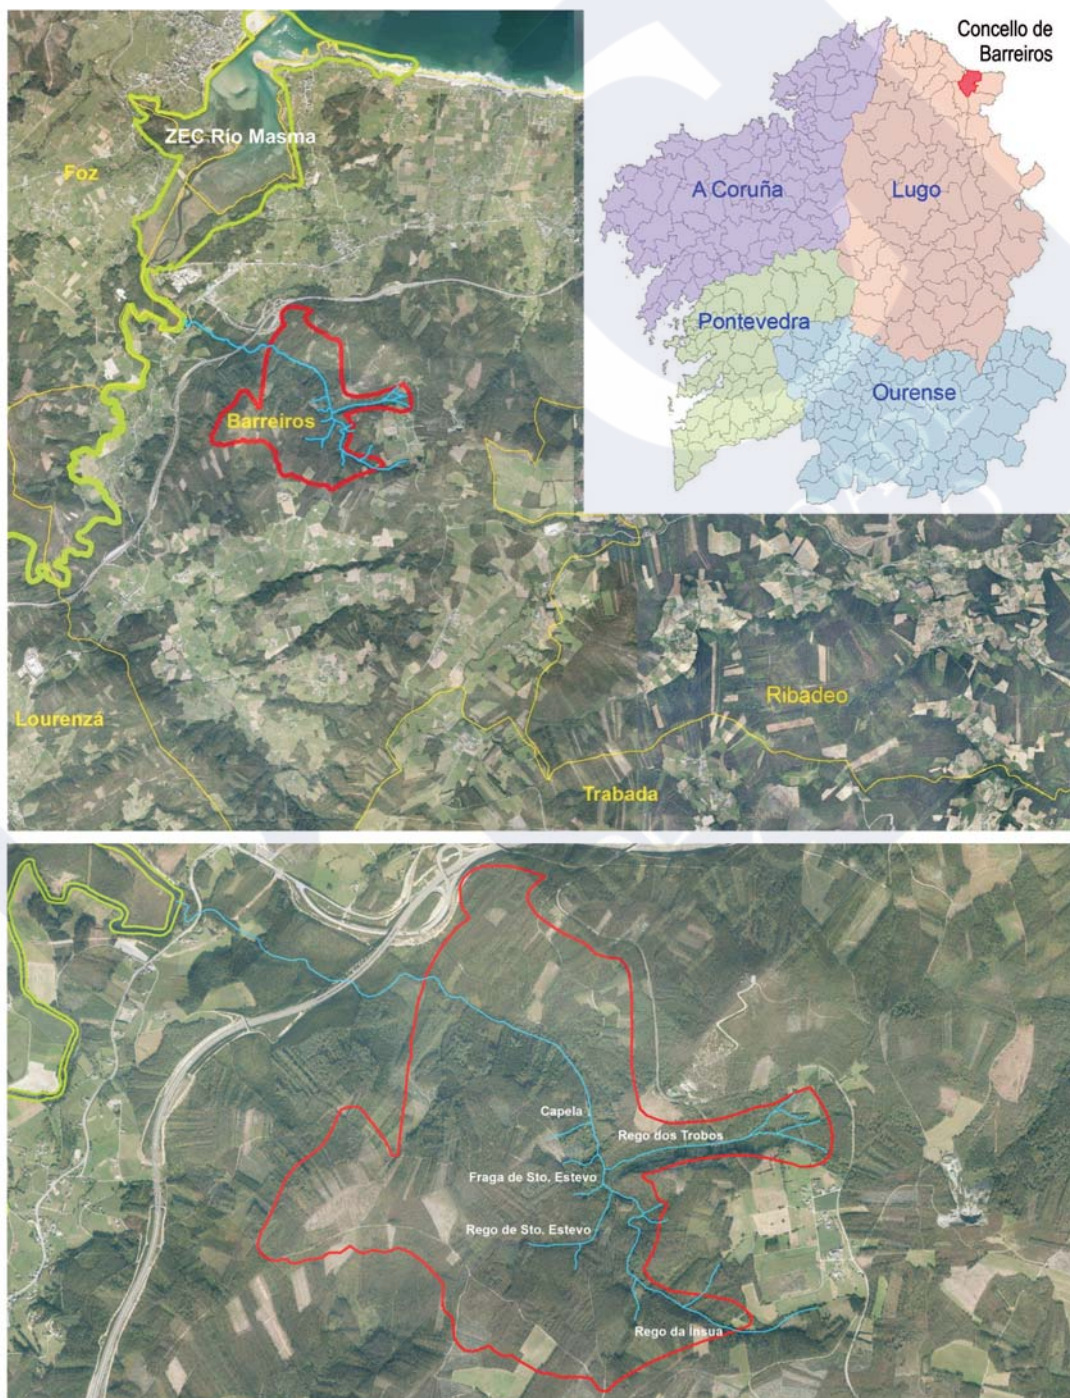 Concello de
Barreiros
ZEC Río Masma
Foz
A Coruña
Lugo
Pontevedra
Ourense
Barreiros
Ribadeo
Lourenzá
Trabada
Capela
Rego dos Trobos
Fraga de Sto. Estevo
Rego de Sto. Estevo
Rego da Insua